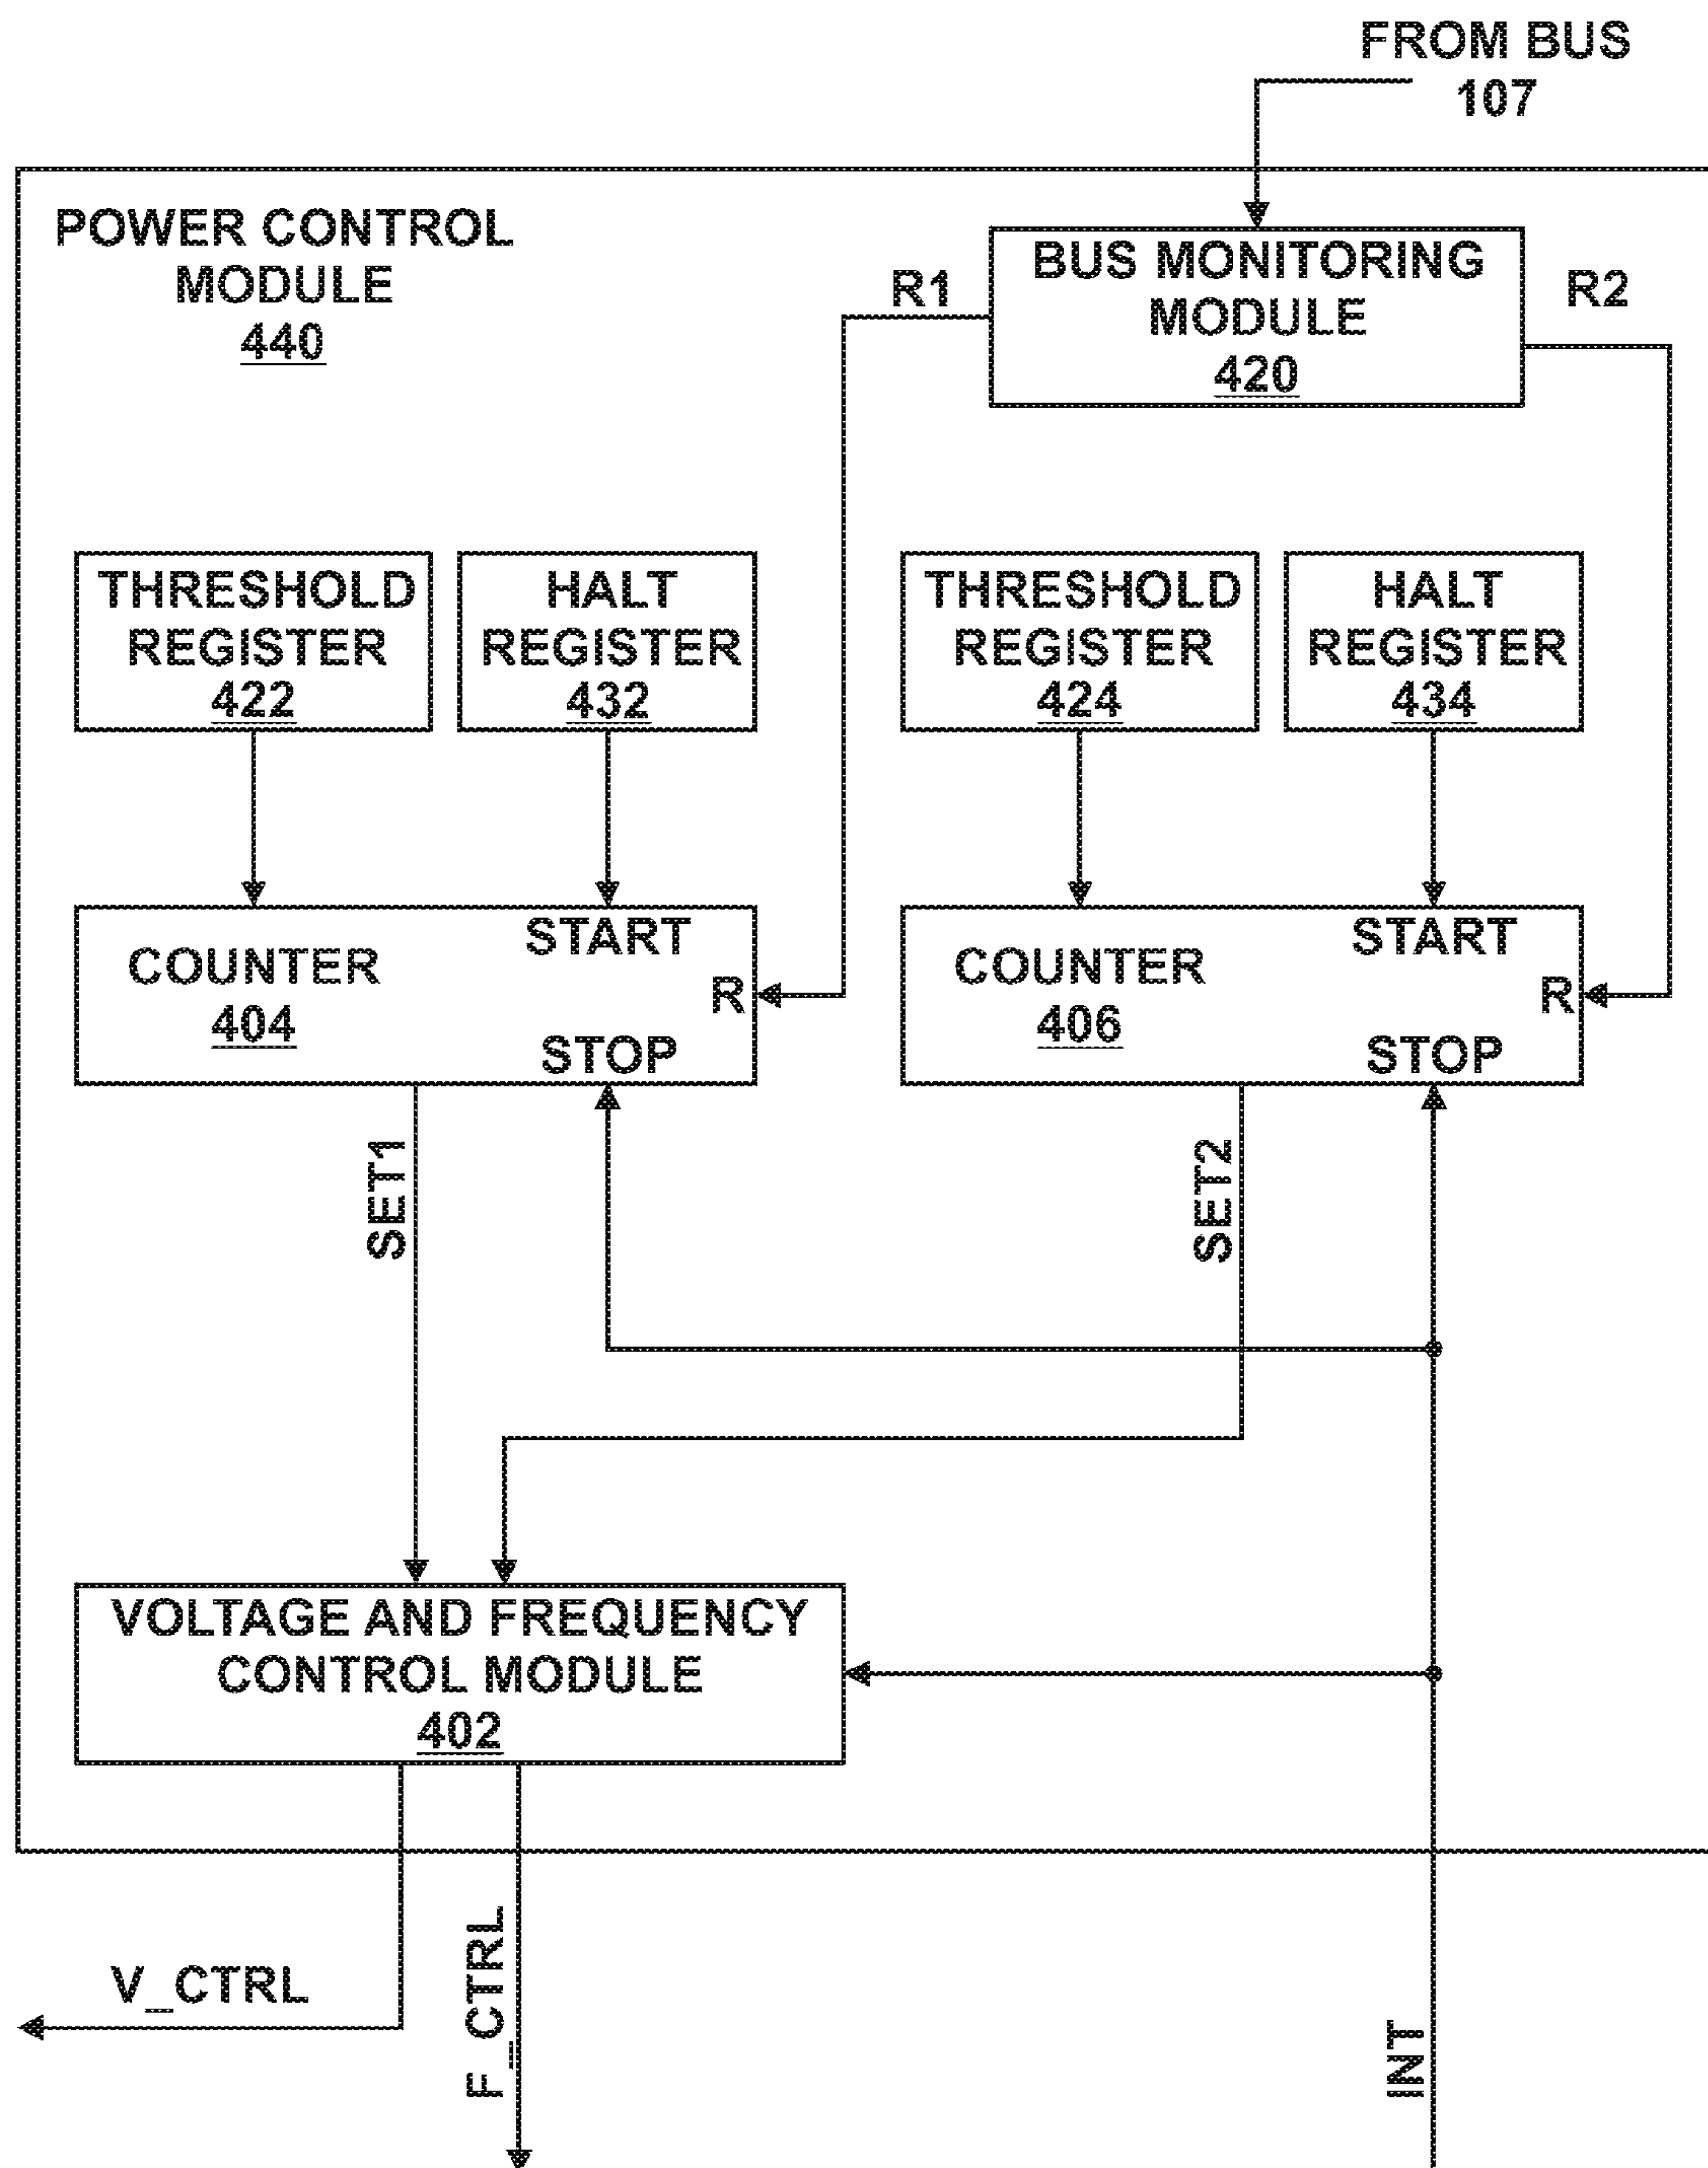 FROM BUS
107
POWER CONTROL
MODULE
440
R1
BUS MONITORING
MODULE
420
R2
THRESHOLD
REGISTER
422
HALT
REGISTER
432
THRESHOLD
REGISTER
424
HALT
REGISTER
434
COUNTER
404
START
R
STOP
COUNTER
406
START
R
STOP
SET1
SET2
VOLTAGE AND FREQUENCY
CONTROL MODULE
402
V_CTRL
F_CTRL
INT